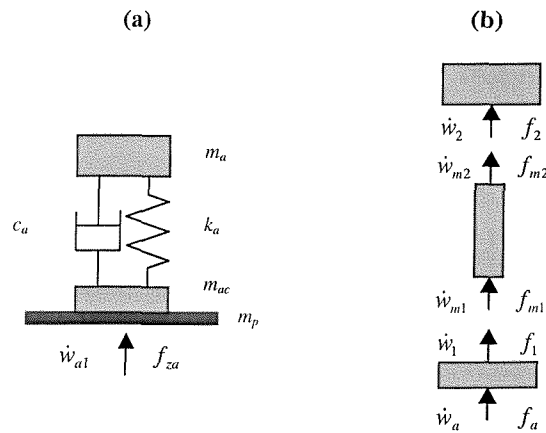 (a)
(b)
m_a
c_a
k_a
m_ac
m_p
ẇ_a1 f_za
ẇ_2 f_2
ẇ_m2 f_m2
ẇ_m1 f_m1
ẇ_1 f_1
ẇ_a f_a